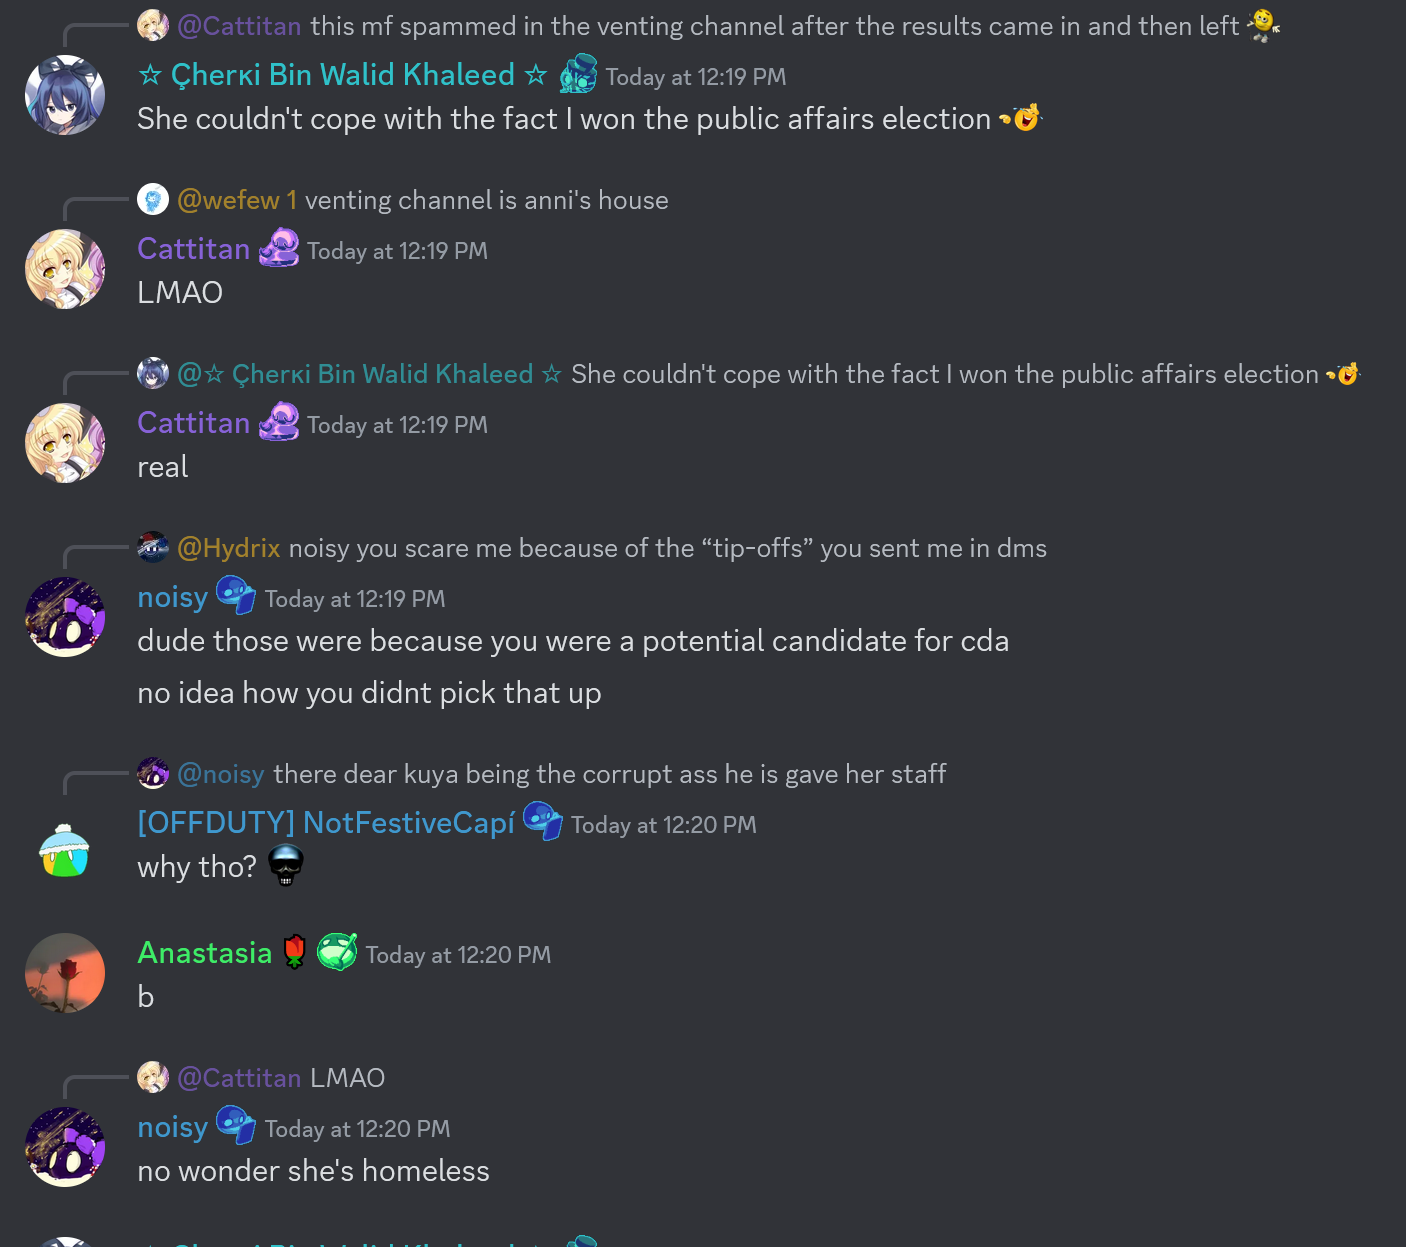 @Cattitan this mf spammed in the venting channel after the results came in and then left
☆ Çherкi Bin Walid Khaleed ☆ Today at 12:19 PM
She couldn't cope with the fact I won the public affairs election
@wefew 1 venting channel is anni's house
Cattitan Today at 12:19 PM
LMAO
@☆ Çherкi Bin Walid Khaleed ☆ She couldn't cope with the fact I won the public affairs election
Cattitan Today at 12:19 PM
real
@Hydrix noisy you scare me because of the “tip-offs” you sent me in dms
noisy Today at 12:19 PM
dude those were because you were a potential candidate for cda
no idea how you didnt pick that up
@noisy there dear kuya being the corrupt ass he is gave her staff
[OFFDUTY] NotFestiveCapí Today at 12:20 PM
why tho?
Anastasia Today at 12:20 PM
b
@Cattitan LMAO
noisy Today at 12:20 PM
no wonder she's homeless